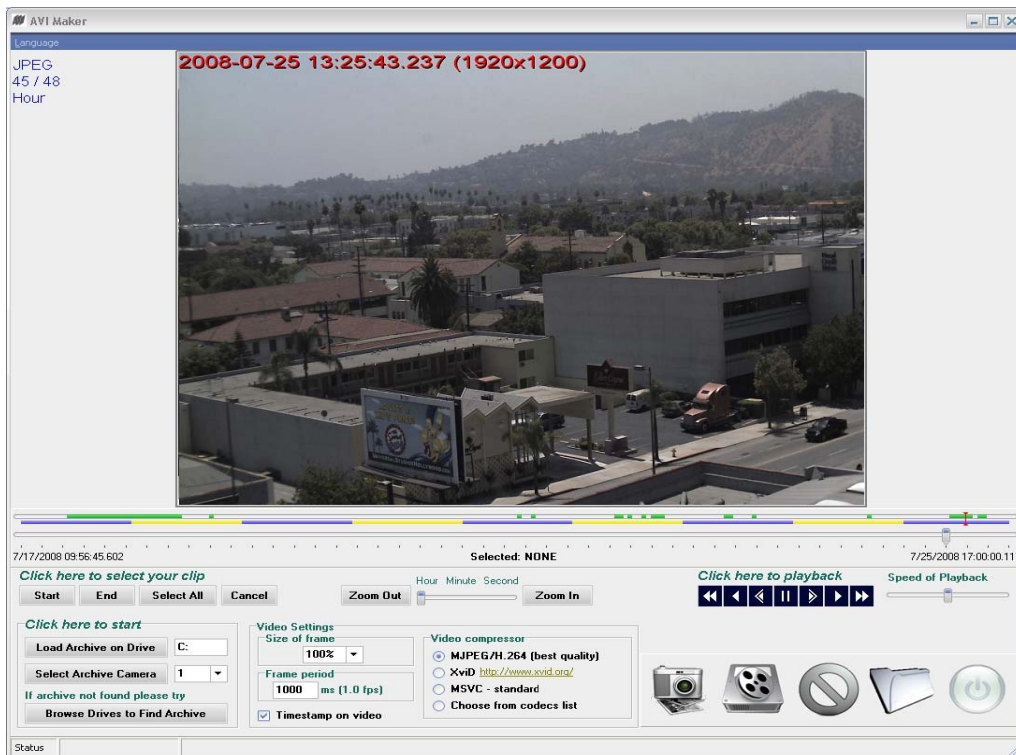 AVI Maker
Language
JPEG
45 / 48
Hour
2008-07-25 13:25:43.237 (1920x1200)
7/17/2008 09:56:45.602
Selected: NONE
7/25/2008 17:00:00.11
Click here to select your clip
Start End Select All Cancel
Zoom Out
Hour Minute Second
Zoom In
Click here to playback
Speed of Playback
Click here to start
Load Archive on Drive C:
Select Archive Camera 1
If archive not found please try
Browse Drives to Find Archive
Video Settings
Size of frame
100%
Frame period
1000 ms (1.0 fps)
Timestamp on video
Video compressor
MJPEG/H.264 (best quality)
XviD http://www.xvid.org/
MSVC - standard
Choose from codecs list
Status